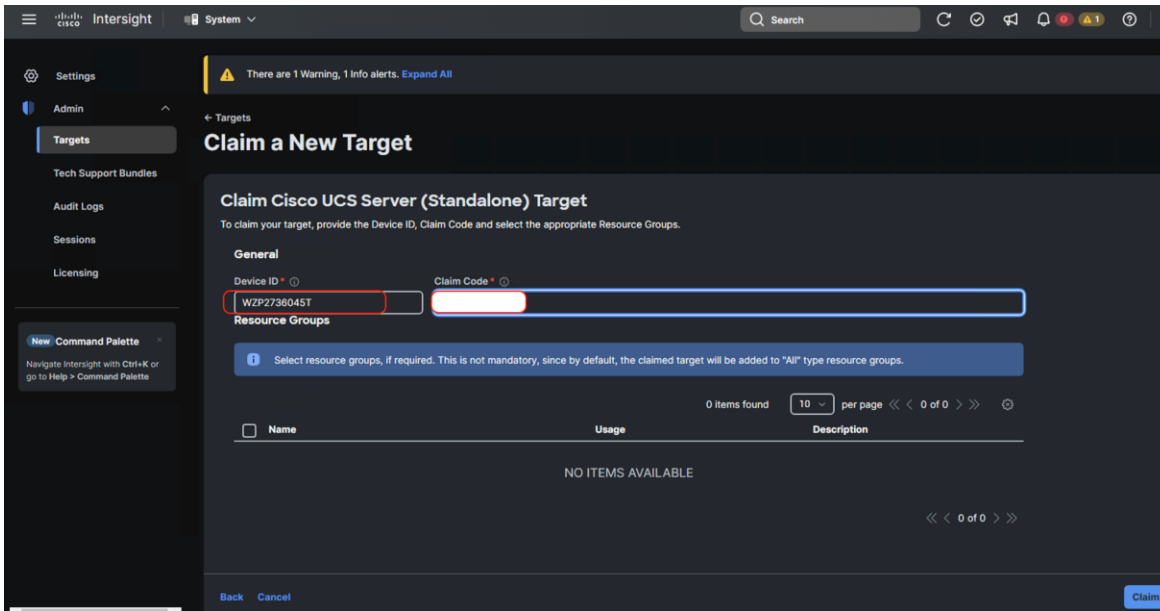 cisco Intersight System Search 0 1
Settings
There are 1 Warning, 1 Info alerts. Expand All
Admin
Targets
Tech Support Bundles
Audit Logs
Sessions
Licensing
New Command Palette
Navigate Intersight with Ctrl+K or
go to Help > Command Palette
← Targets
Claim a New Target
Claim Cisco UCS Server (Standalone) Target
To claim your target, provide the Device ID, Claim Code and select the appropriate Resource Groups.
General
Device ID * Claim Code *
WZP2736045T
Resource Groups
Select resource groups, if required. This is not mandatory, since by default, the claimed target will be added to "All" type resource groups.
0 items found 10 per page 0 of 0
Name Usage Description
NO ITEMS AVAILABLE
0 of 0
Back Cancel Claim